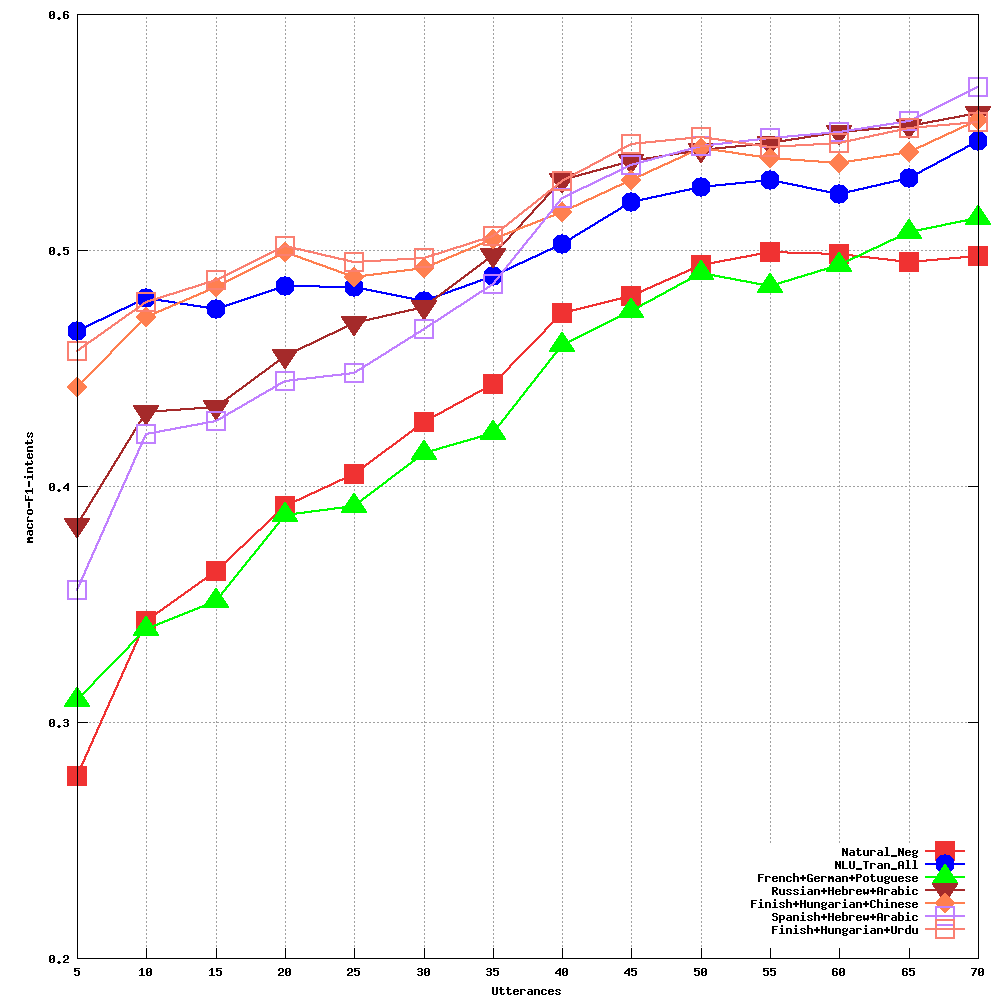 0.6
0.5
0.4
0.3
0.2
macro-F1-intents
Natural_Neg
NLU_Tran_All
French+German+Potuguese
Russian+Hebrew+Arabic
Finish+Hungarian+Chinese
Spanish+Hebrew+Arabic
Finish+Hungarian+Urdu
5 10 15 20 25 30 35 40 45 50 55 60 65 70
Utterances